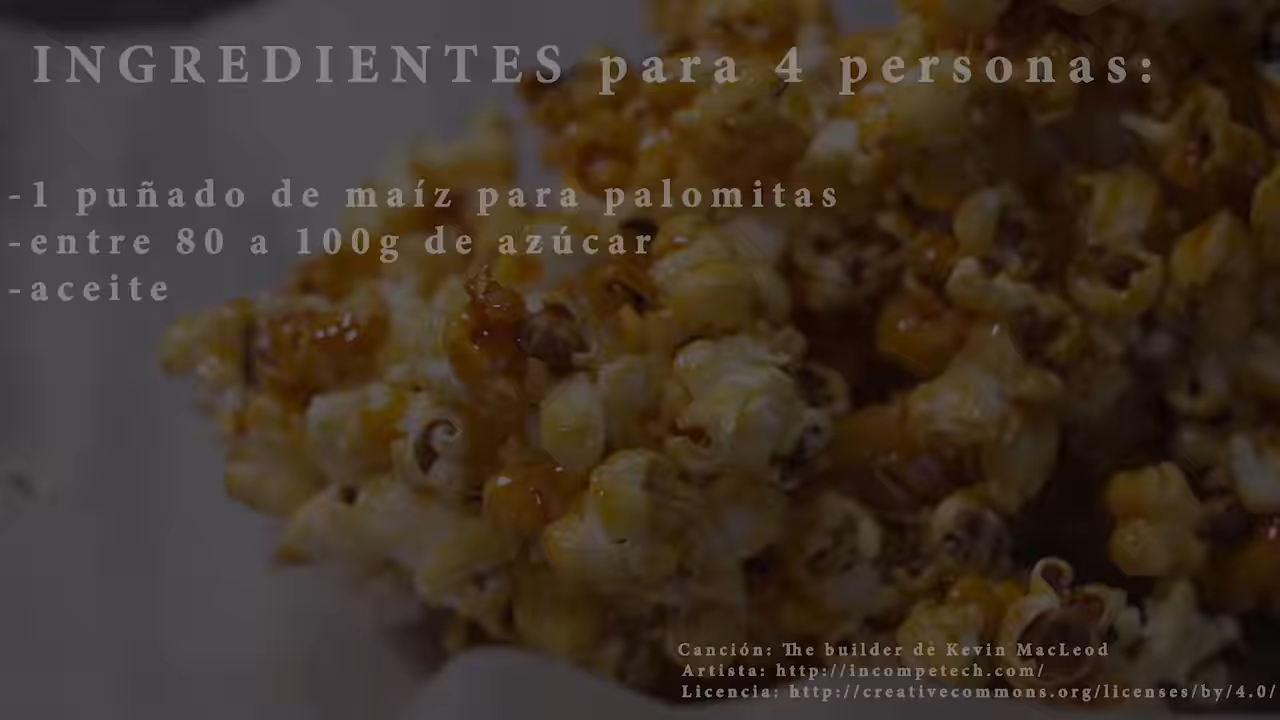 INGREDIENTES para 4 personas:
-1 puñado de maíz para palomitas
-entre 80 a 100g de azúcar
-aceite
Canción: The builder de Kevin MacLeod
Artista: http://incompetech.com/
Licencia: http://creativecommons.org/licenses/by/4.0/